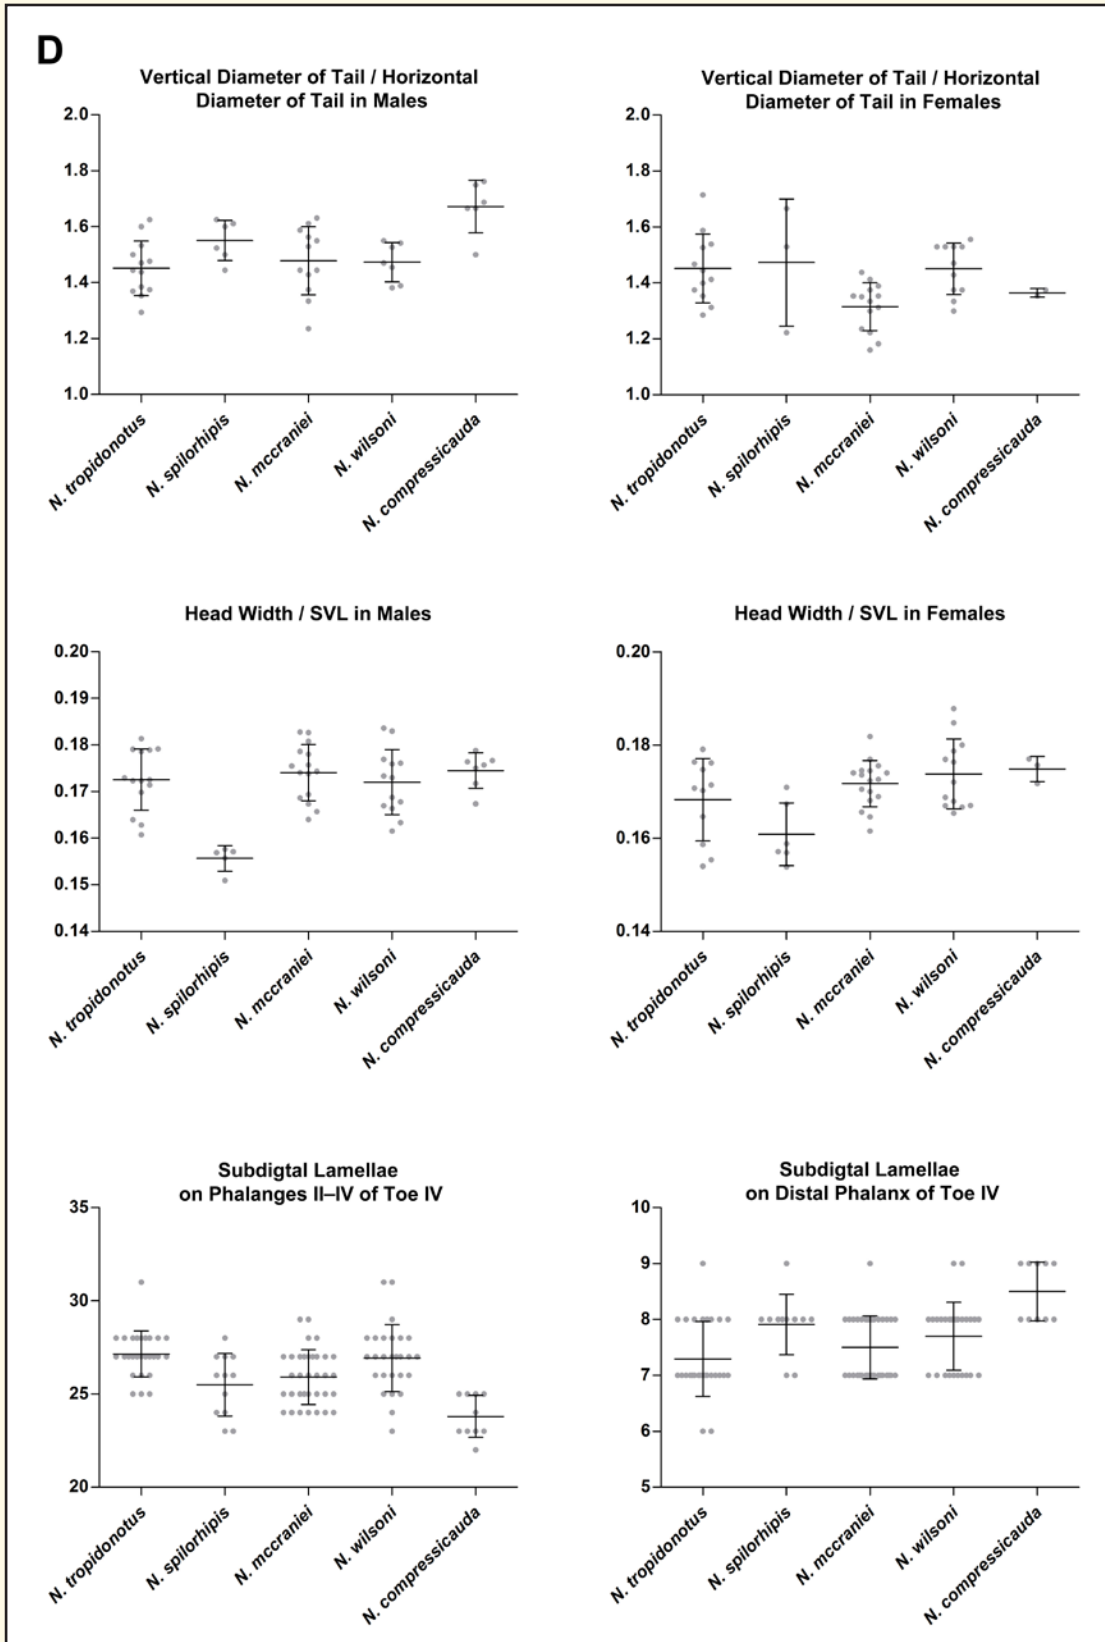 D
Vertical Diameter of Tail / Horizontal
Diameter of Tail in Males
2.0
1.8
1.6
1.4
1.2
1.0
N. tropidonotus
N. spilorhipis
N. mccraniei
N. wilsoni
N. compressicauda
Vertical Diameter of Tail / Horizontal
Diameter of Tail in Females
2.0
1.8
1.6
1.4
1.2
1.0
N. tropidonotus
N. spilorhipis
N. mccraniei
N. wilsoni
N. compressicauda
Head Width / SVL in Males
0.20
0.19
0.18
0.17
0.16
0.15
0.14
N. tropidonotus
N. spilorhipis
N. mccraniei
N. wilsoni
N. compressicauda
Head Width / SVL in Females
0.20
0.18
0.16
0.14
N. tropidonotus
N. spilorhipis
N. mccraniei
N. wilsoni
N. compressicauda
Subdigtal Lamellae
on Phalanges II–IV of Toe IV
35
30
25
20
N. tropidonotus
N. spilorhipis
N. mccraniei
N. wilsoni
N. compressicauda
Subdigtal Lamellae
on Distal Phalanx of Toe IV
10
9
8
7
6
5
N. tropidonotus
N. spilorhipis
N. mccraniei
N. wilsoni
N. compressicauda